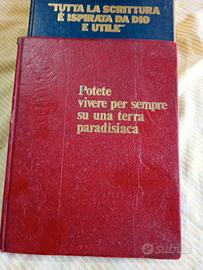 "TUTTA LA SCRITTURA
È ISPIRATA DA DIO
E UTILE"
Potete
vivere per sempre
su una terra
paradisiaca
subito